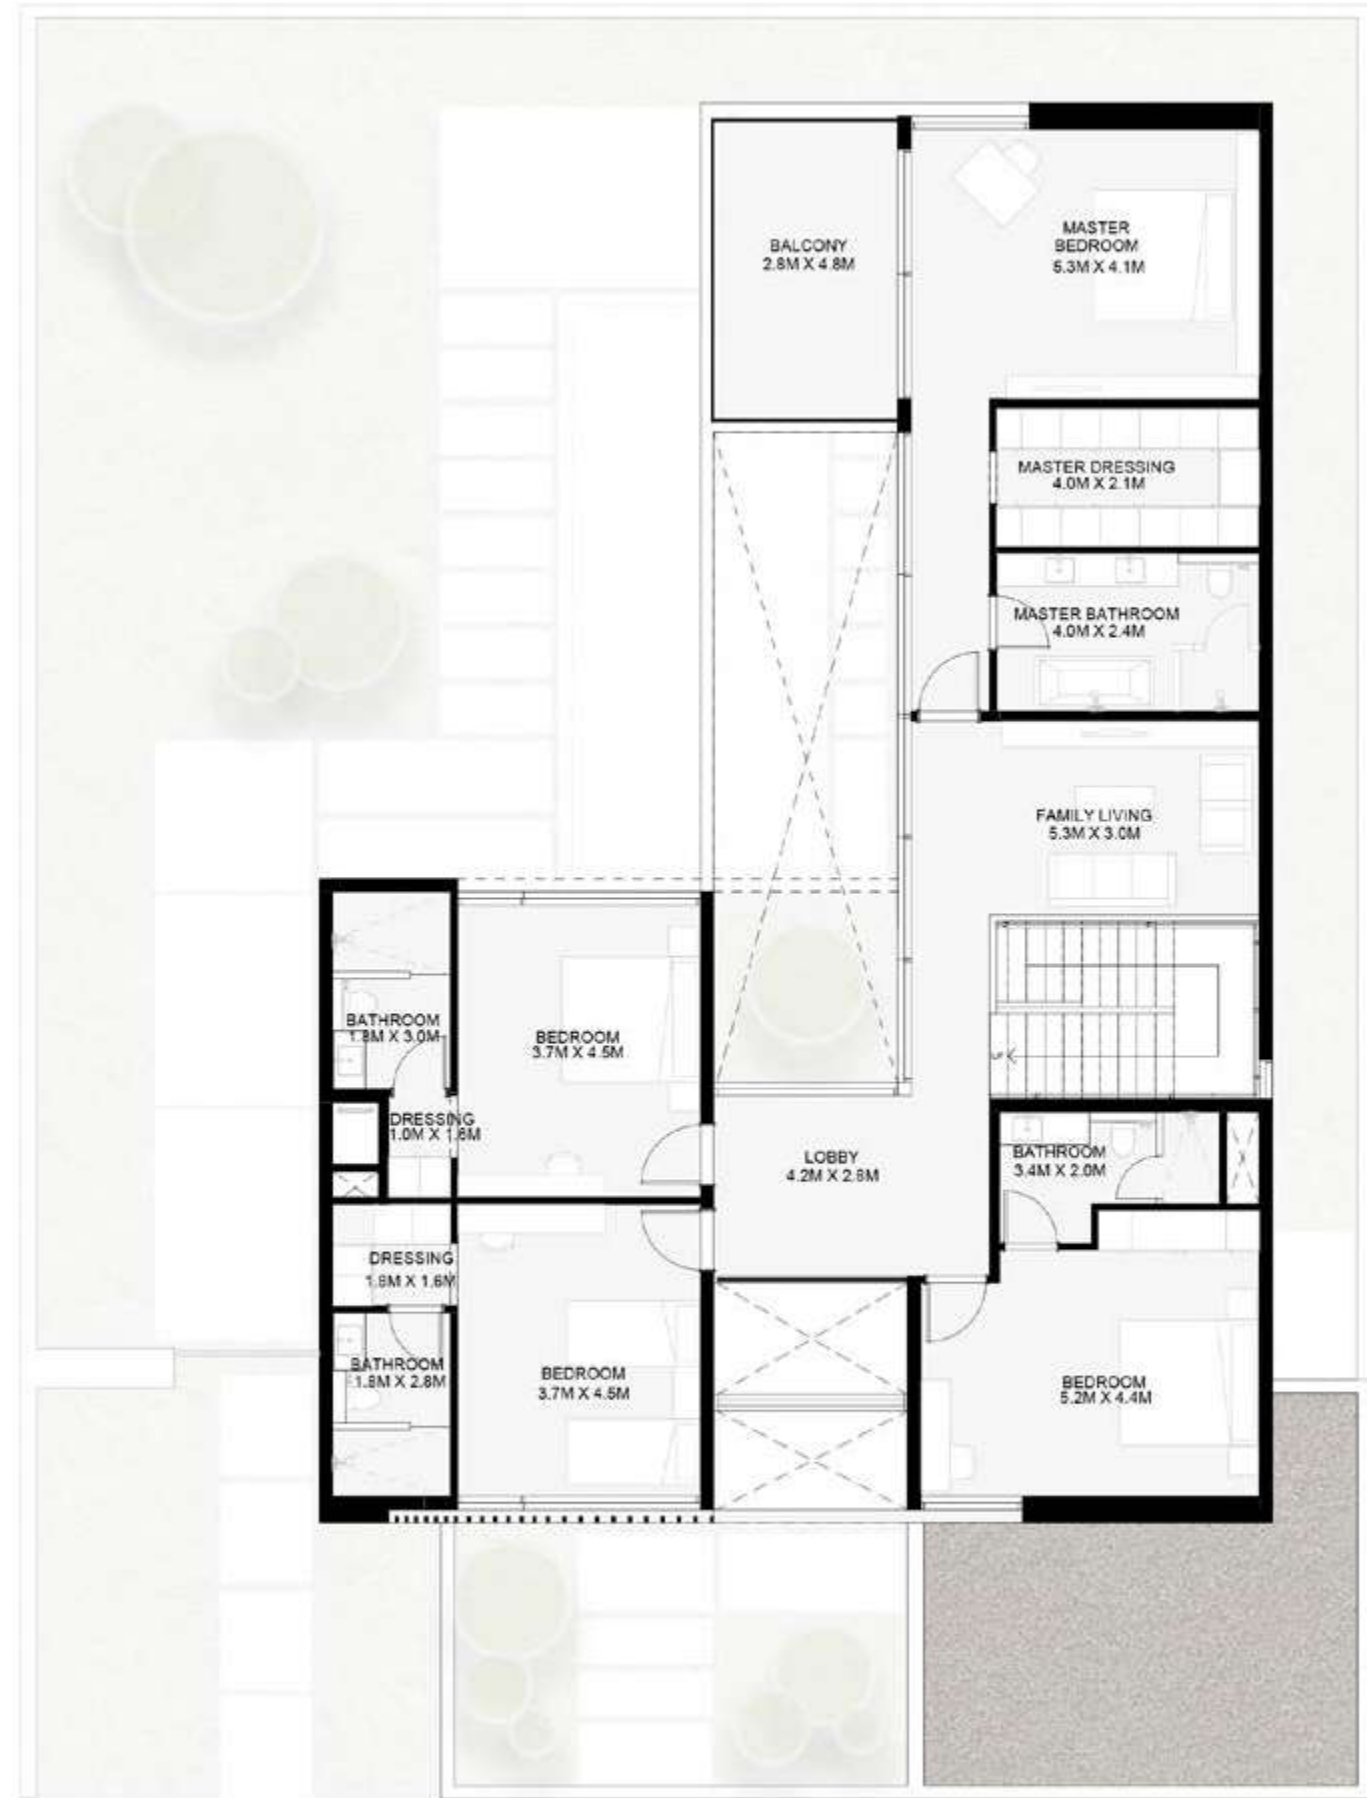 BALCONY
2.8M X 4.8M
MASTER
BEDROOM
5.3M X 4.1M
MASTER DRESSING
4.0M X 2.1M
MASTER BATHROOM
4.0M X 2.4M
FAMILY LIVING
5.3M X 3.0M
BATHROOM
1.8M X 3.0M
BEDROOM
3.7M X 4.5M
DRESSING
1.0M X 1.6M
LOBBY
4.2M X 2.8M
BATHROOM
3.4M X 2.0M
DRESSING
1.8M X 1.6M
BATHROOM
1.8M X 2.8M
BEDROOM
3.7M X 4.5M
BEDROOM
5.2M X 4.4M